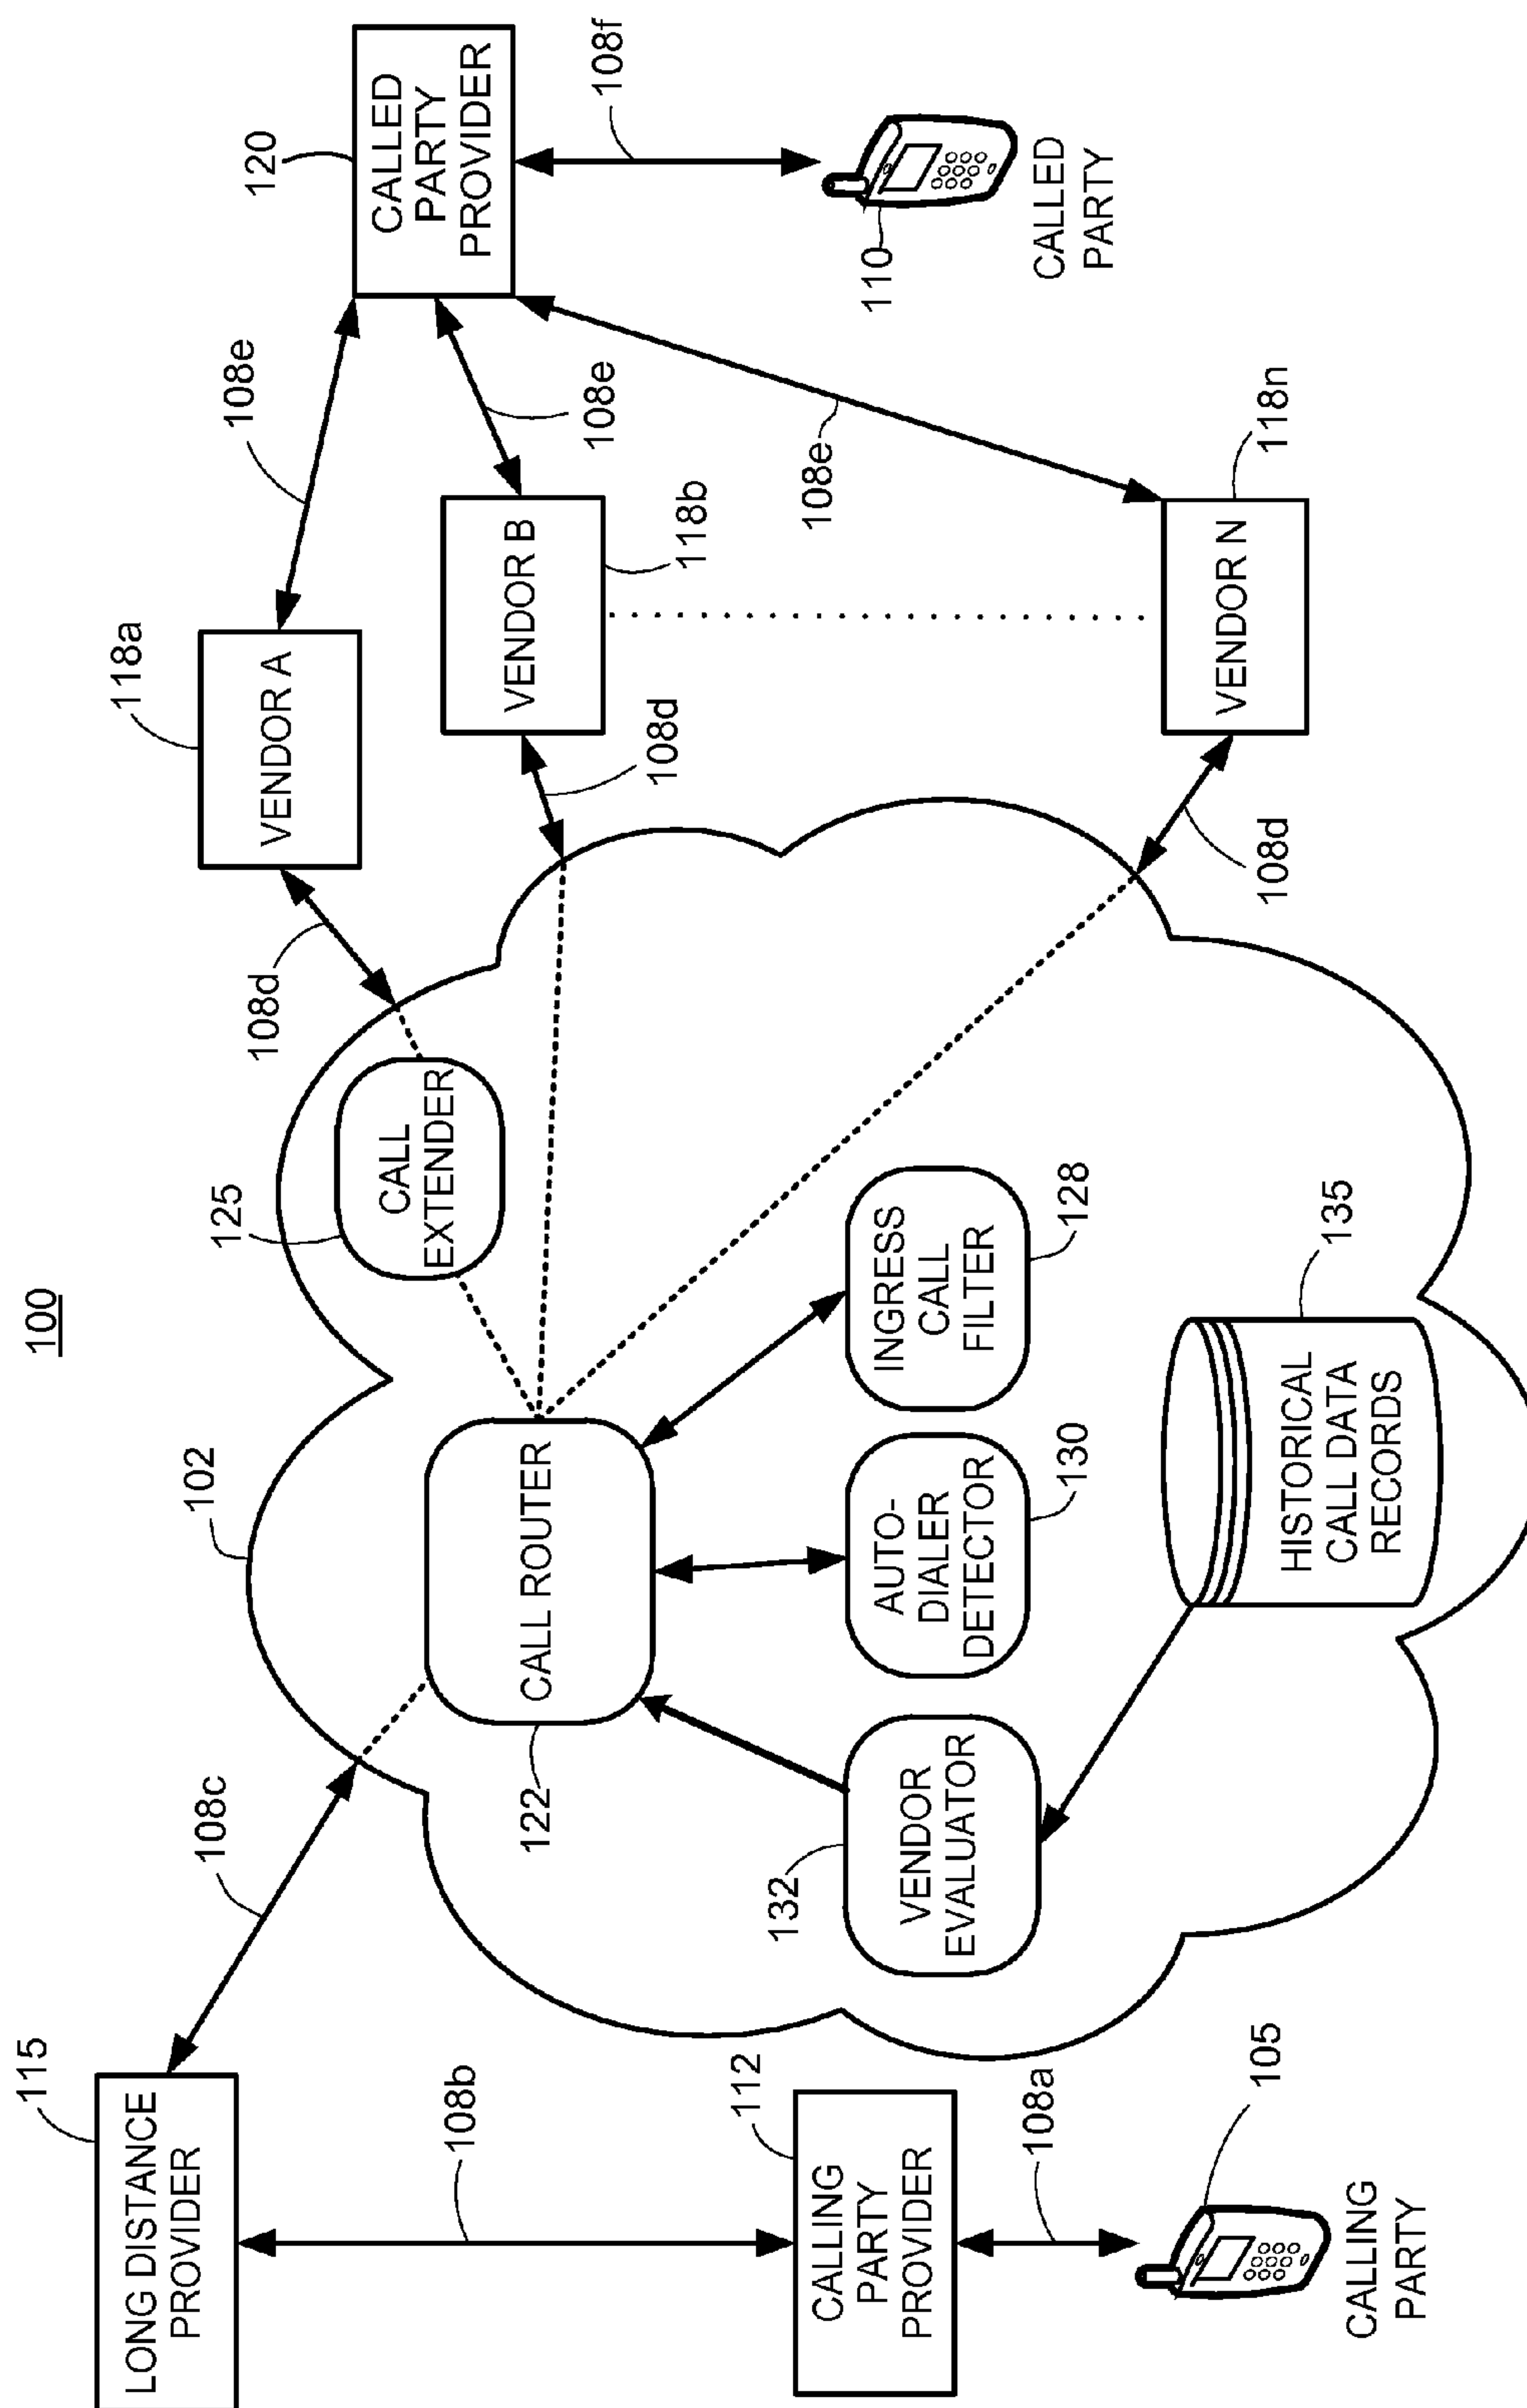 100
115
LONG DISTANCE
PROVIDER
108c
102
108b
112
CALLING
PARTY
PROVIDER
108a
105
CALLING
PARTY
CALL ROUTER
122
125
CALL
EXTENDER
132
VENDOR
EVALUATOR
AUTO-
DIALER
DETECTOR
130
INGRESS
CALL
FILTER
128
135
HISTORICAL
CALL DATA
RECORDS
108d
108d
108d
118a
VENDOR A
VENDOR B
118b
VENDOR N
118n
108e
108e
108e
120
CALLED
PARTY
PROVIDER
108f
110
CALLED
PARTY